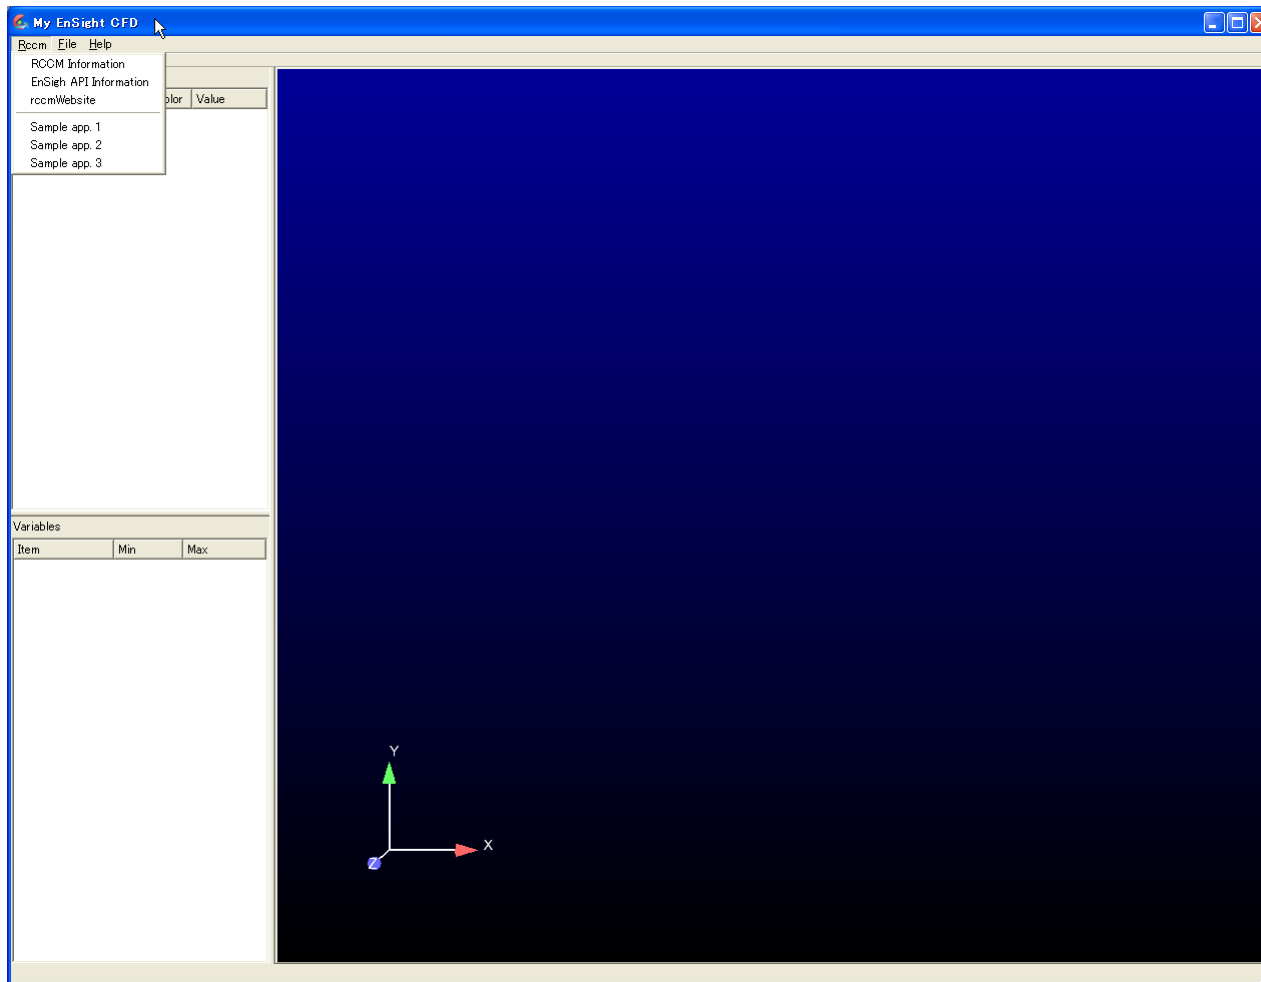 My EnSight CFD
Rccm File Help
RCCM Information
EnSigh API Information
rccmWebsite
Sample app. 1
Sample app. 2
Sample app. 3
Value
Variables
Item Min Max
Y
X
Z